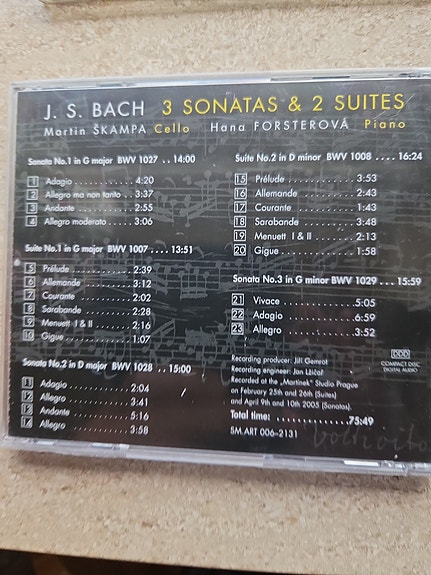 J. S. BACH 3 SONATAS & 2 SUITES
Martin ŠKAMPA Cello Hana FORSTEROVÁ Piano
Sonata No.1 in G major BWV 1027 .. 14:00
1 Adagio ............ 4:20
2 Allegro ma non tanto .. 3:37
3 Andante ........... 2:55
4 Allegro moderato ..... 3:06
Suite No.1 in G major BWV 1007 .. 13:51
5 Prélude ........... 2:39
6 Allemande ......... 3:12
7 Courante .......... 2:02
8 Sarabande ......... 2:28
9 Menuett I & II ....... 2:16
10 Gigue ............ 1:07
Sonata No.2 in D major BWV 1028 .. 15:00
11 Adagio ........... 2:04
12 Allegro ........... 3:41
13 Andante .......... 5:16
14 Allegro ........... 3:58
Suite No.2 in D minor BWV 1008 .... 16:24
15 Prélude ............. 3:53
16 Allemande ........... 2:43
17 Courante ............ 1:43
18 Sarabande ........... 3:48
19 Menuett I & II ......... 2:13
20 Gigue .............. 1:58
Sonata No.3 in G minor BWV 1029 ... 15:59
21 Vivace ............. 5:05
22 Adagio ............. 6:59
23 Allegro ............. 3:52
Recording producer: Jiří Gemrot
Recording engineer: Jan Lžičař
Recorded at the „Martínek" Studio Prague
on February 25th and 26th (Suites)
and April 9th and 10th 2005 (Sonatas).
Total time: .............. 75:49
SM ART 006-2131
DDD
COMPACT DISC
DIGITAL AUDIO